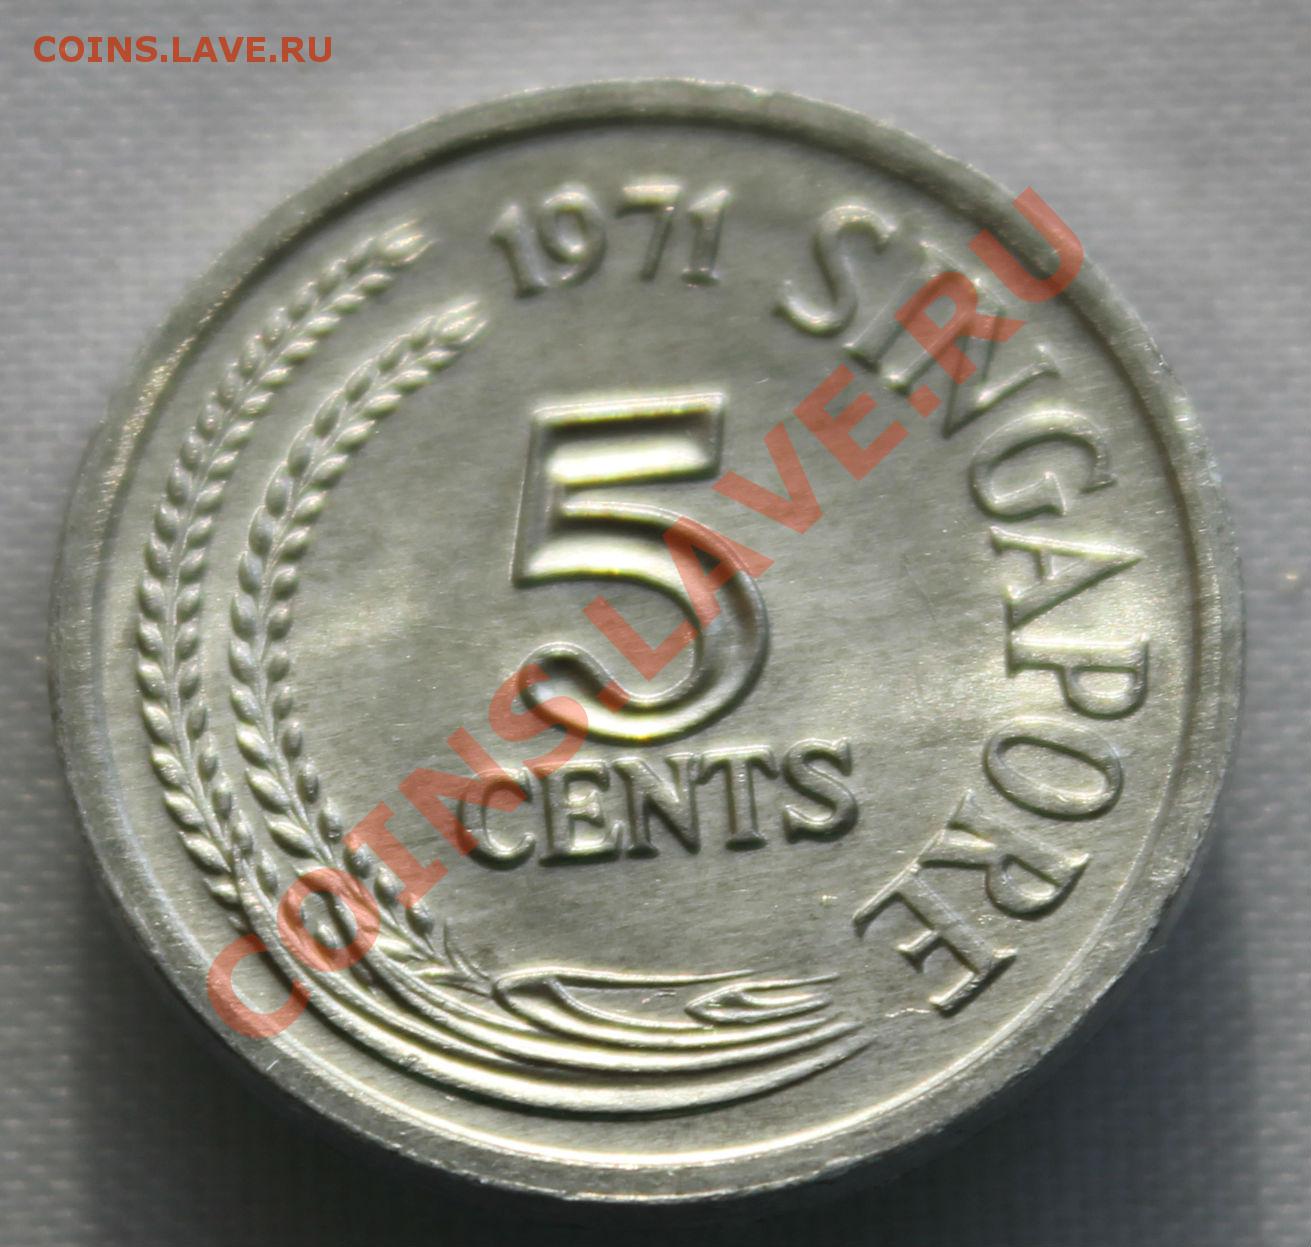 COINS.LAVE.RU
1971 SINGAPORE
5
CENTS
COINS.LAVE.RU